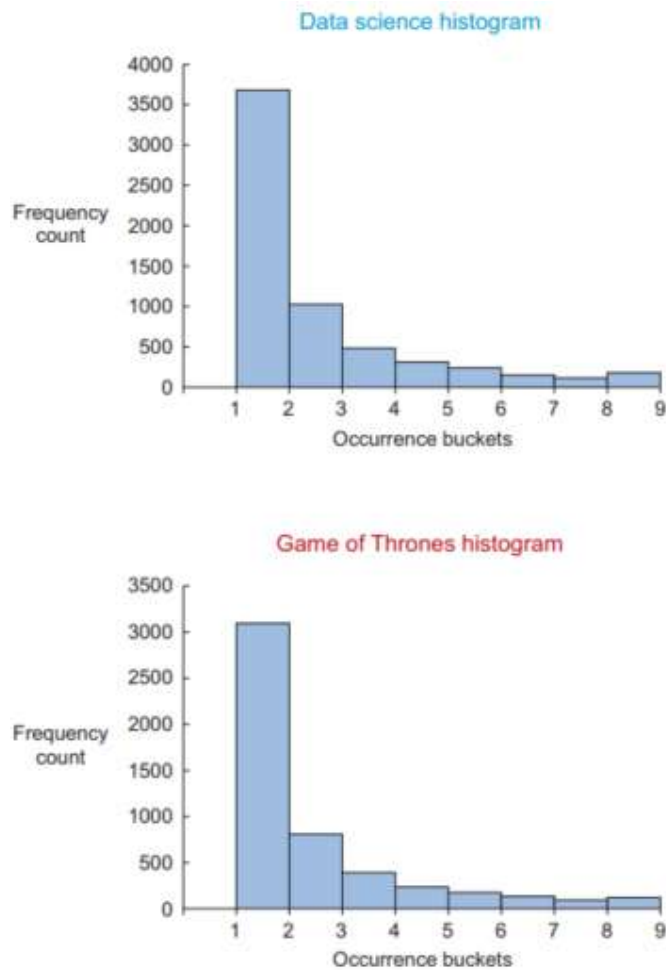 Data science histogram
4000
3500
3000
2500
2000
1500
1000
500
0
Frequency
count
1 2 3 4 5 6 7 8 9
Occurrence buckets
Game of Thrones histogram
3500
3000
2500
2000
1500
1000
500
0
Frequency
count
1 2 3 4 5 6 7 8 9
Occurrence buckets